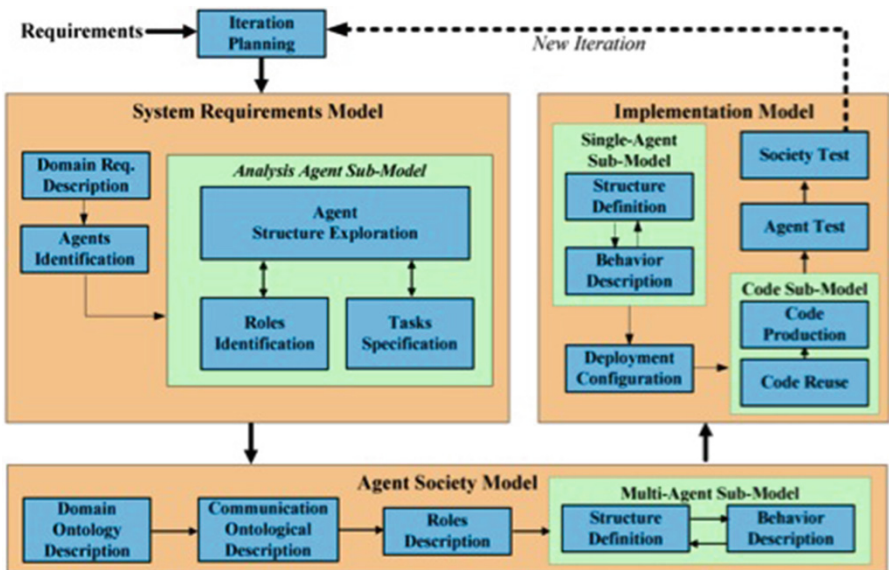 Requirements
Iteration
Planning
New Iteration
System Requirements Model
Domain Req.
Description
Agents
Identification
Analysis Agent Sub-Model
Agent
Structure Exploration
Roles
Identification
Tasks
Specification
Implementation Model
Single-Agent
Sub-Model
Structure
Definition
Behavior
Description
Deployment
Configuration
Society Test
Agent Test
Code Sub-Model
Code
Production
Code Reuse
Agent Society Model
Domain
Ontology
Description
Communication
Ontological
Description
Roles
Description
Multi-Agent Sub-Model
Structure
Definition
Behavior
Description